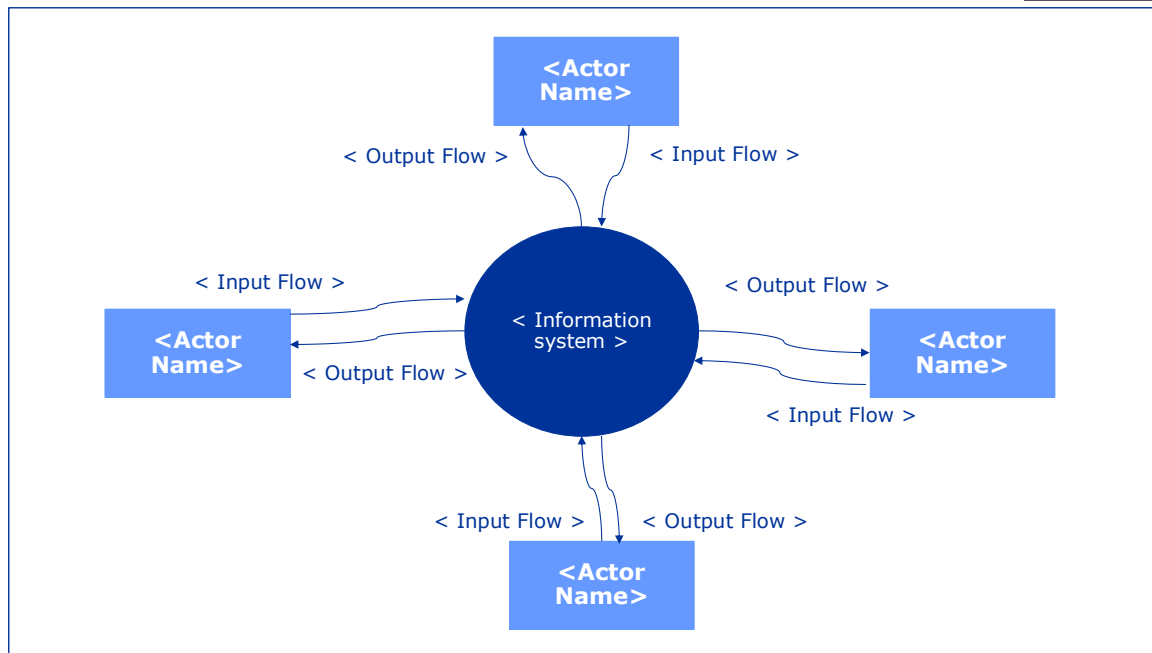 <Actor
Name>
< Output Flow >
< Input Flow >
< Input Flow >
< Output Flow >
<Actor
Name>
< Information
system >
<Actor
Name>
< Output Flow >
< Input Flow >
< Input Flow >
< Output Flow >
<Actor
Name>